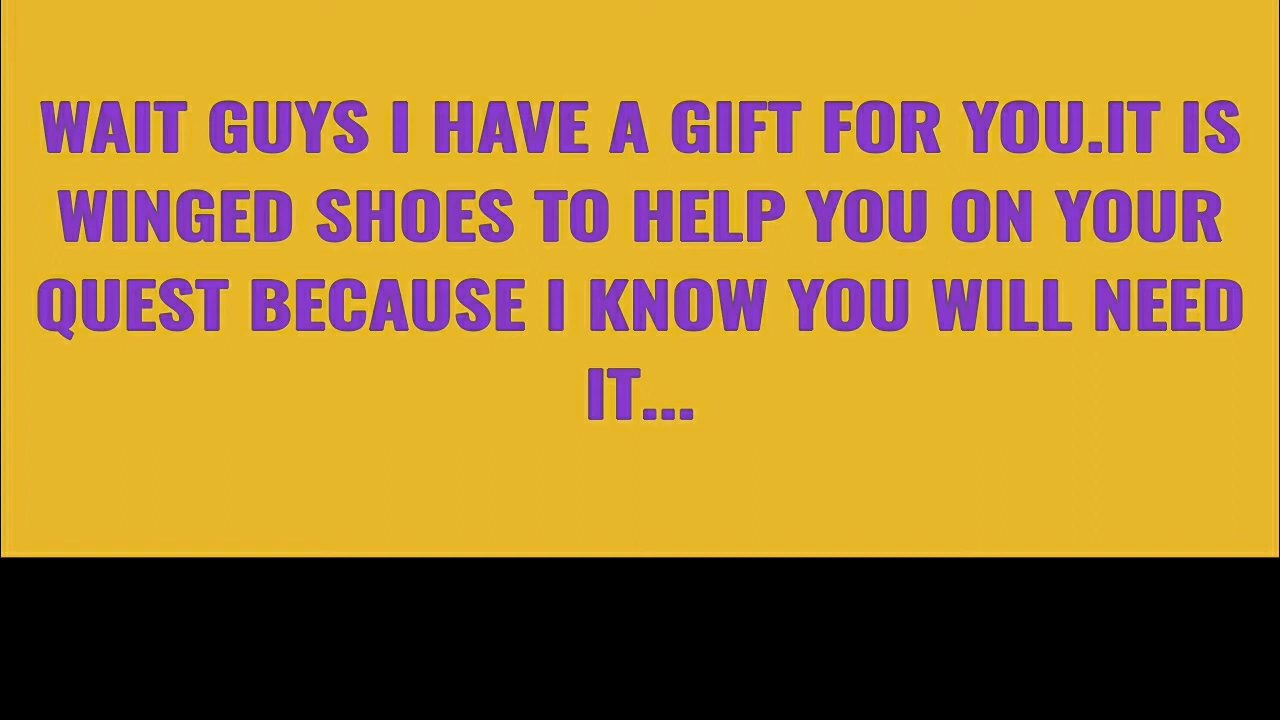 WAIT GUYS I HAVE A GIFT FOR YOU.IT IS
WINGED SHOES TO HELP YOU ON YOUR
QUEST BECAUSE I KNOW YOU WILL NEED
IT...